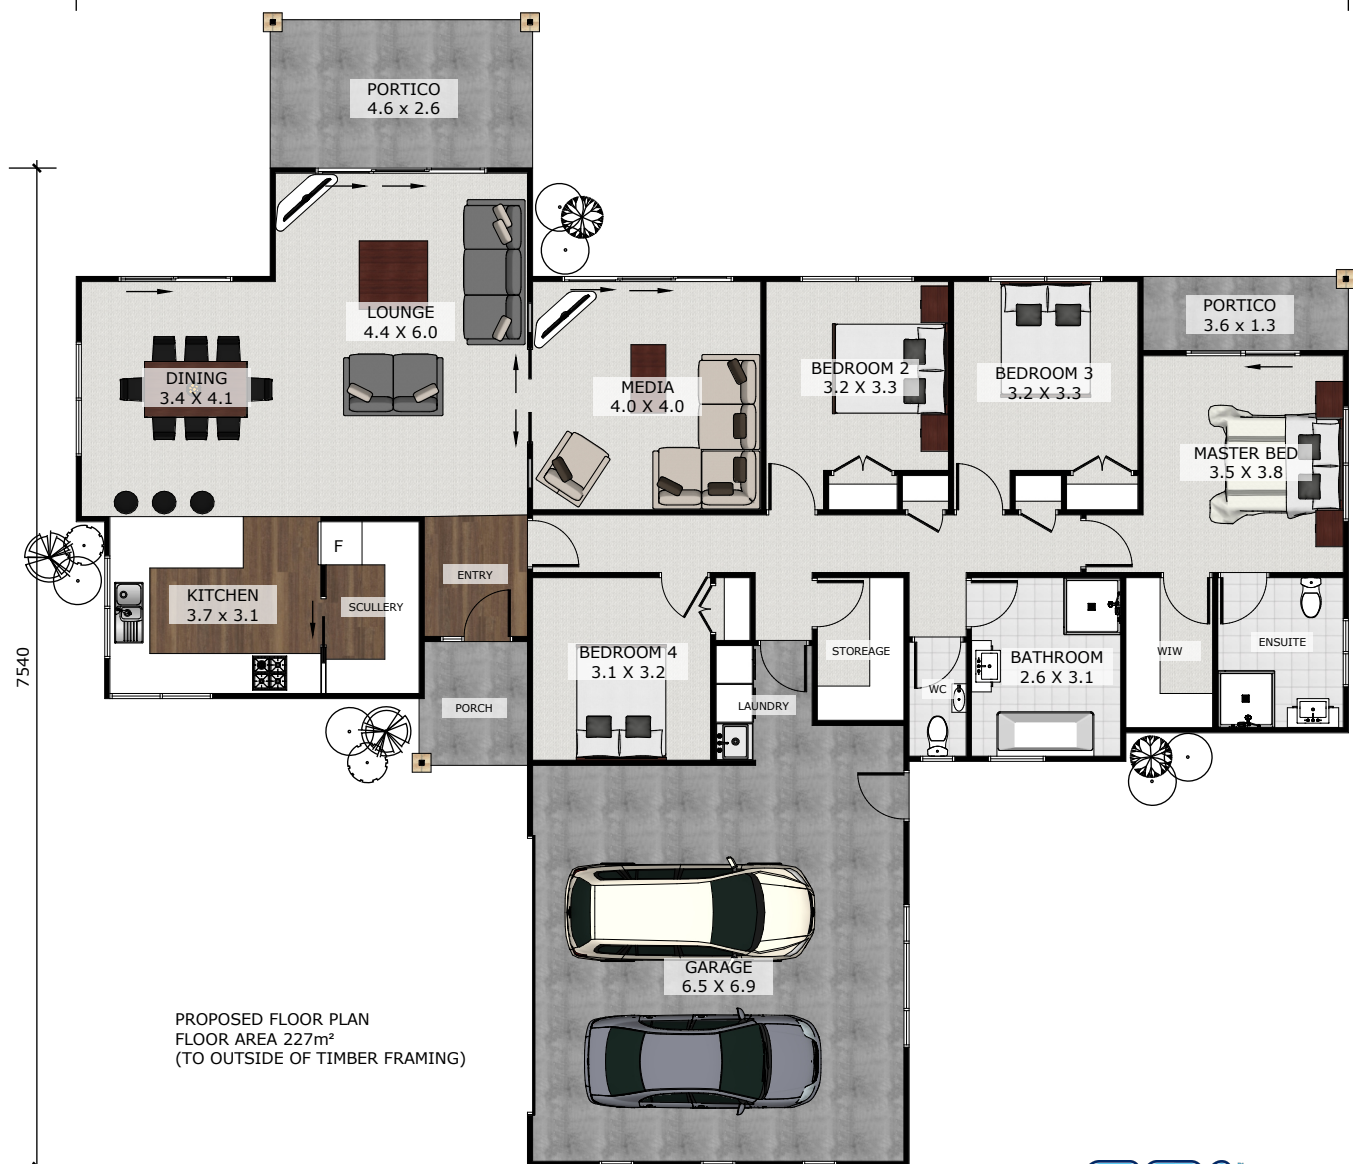 PORTICO
4.6 x 2.6
LOUNGE
4.4 X 6.0
PORTICO
3.6 x 1.3
DINING
3.4 X 4.1
MEDIA
4.0 X 4.0
BEDROOM 2
3.2 X 3.3
BEDROOM 3
3.2 X 3.3
MASTER BED
3.5 X 3.8
F
KITCHEN
3.7 x 3.1
SCULLERY
ENTRY
7540
BEDROOM 4
3.1 X 3.2
STOREAGE
WC
BATHROOM
2.6 X 3.1
WIW
ENSUITE
PORCH
LAUNDRY
GARAGE
6.5 X 6.9
PROPOSED FLOOR PLAN
FLOOR AREA 227m²
(TO OUTSIDE OF TIMBER FRAMING)